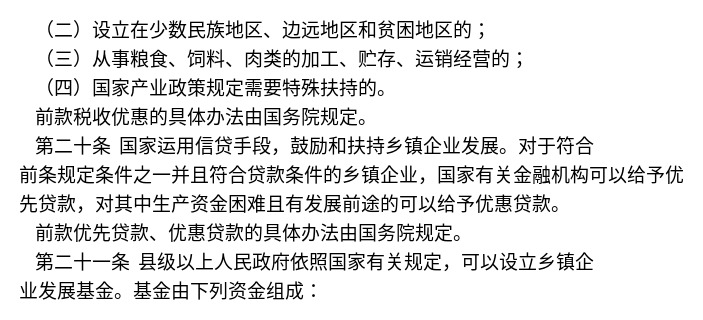 （二）设立在少数民族地区、边远地区和贫困地区的；
（三）从事粮食、饲料、肉类的加工、贮存、运销经营的；
（四）国家产业政策规定需要特殊扶持的。
前款税收优惠的具体办法由国务院规定。
第二十条 国家运用信贷手段，鼓励和扶持乡镇企业发展。对于符合
前条规定条件之一并且符合贷款条件的乡镇企业，国家有关金融机构可以给予优
先贷款，对其中生产资金困难且有发展前途的可以给予优惠贷款。
前款优先贷款、优惠贷款的具体办法由国务院规定。
第二十一条 县级以上人民政府依照国家有关规定，可以设立乡镇企
业发展基金。基金由下列资金组成：